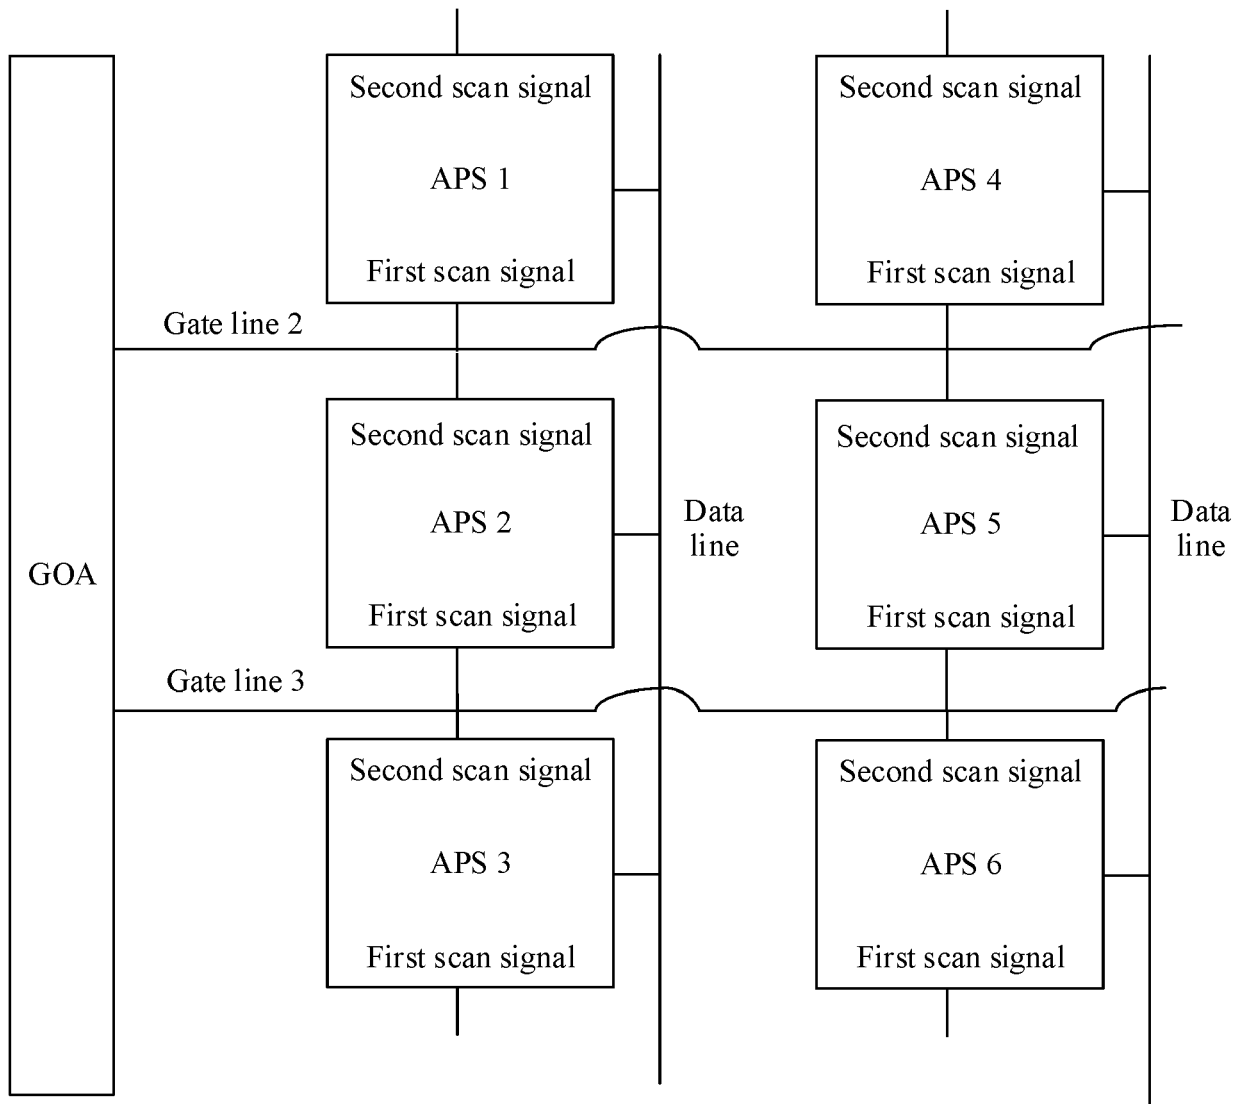 Second scan signal
Second scan signal
APS 1
APS 4
First scan signal
First scan signal
Gate line 2
Second scan signal
Second scan signal
APS 2
Data
line
APS 5
Data
line
GOA
First scan signal
First scan signal
Gate line 3
Second scan signal
Second scan signal
APS 3
APS 6
First scan signal
First scan signal